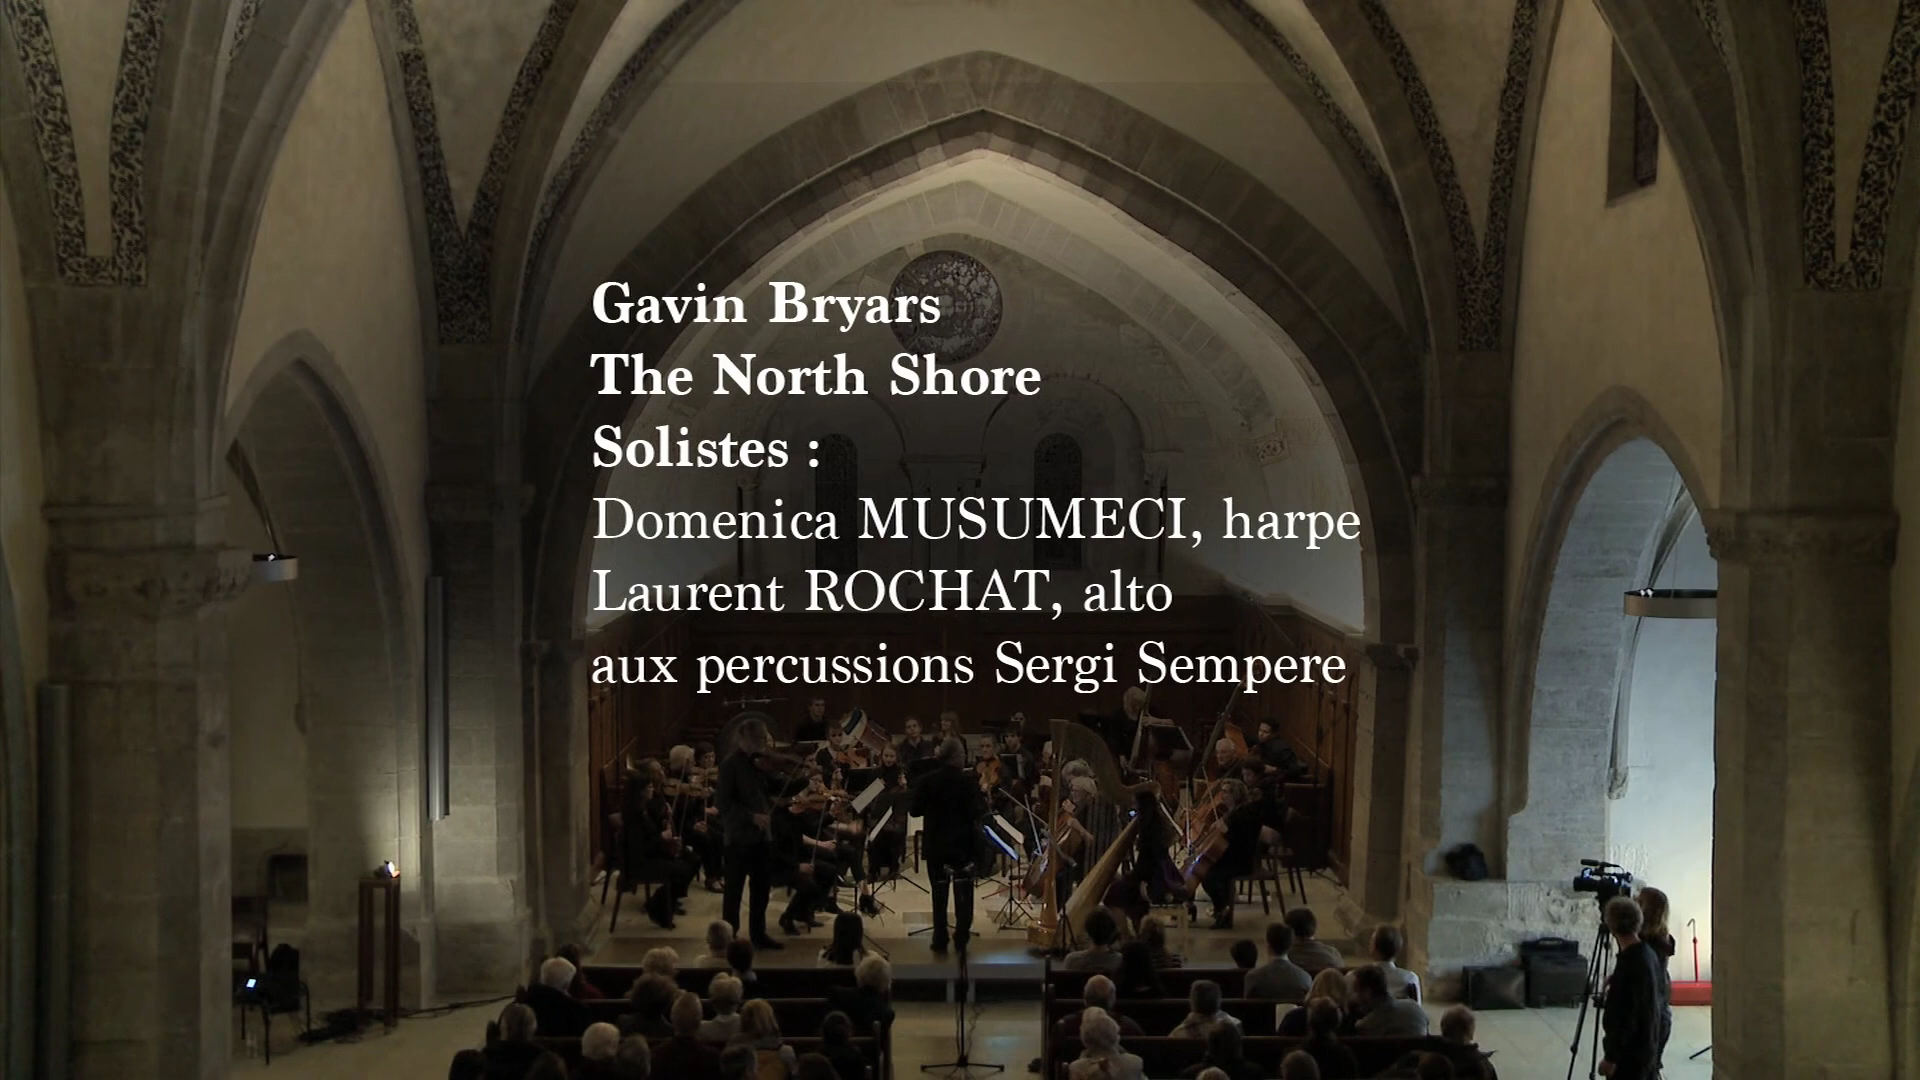 Gavin Bryars
The North Shore
Solistes :
Domenica MUSUMECI, harpe
Laurent ROCHAT, alto
aux percussions Sergi Sempere